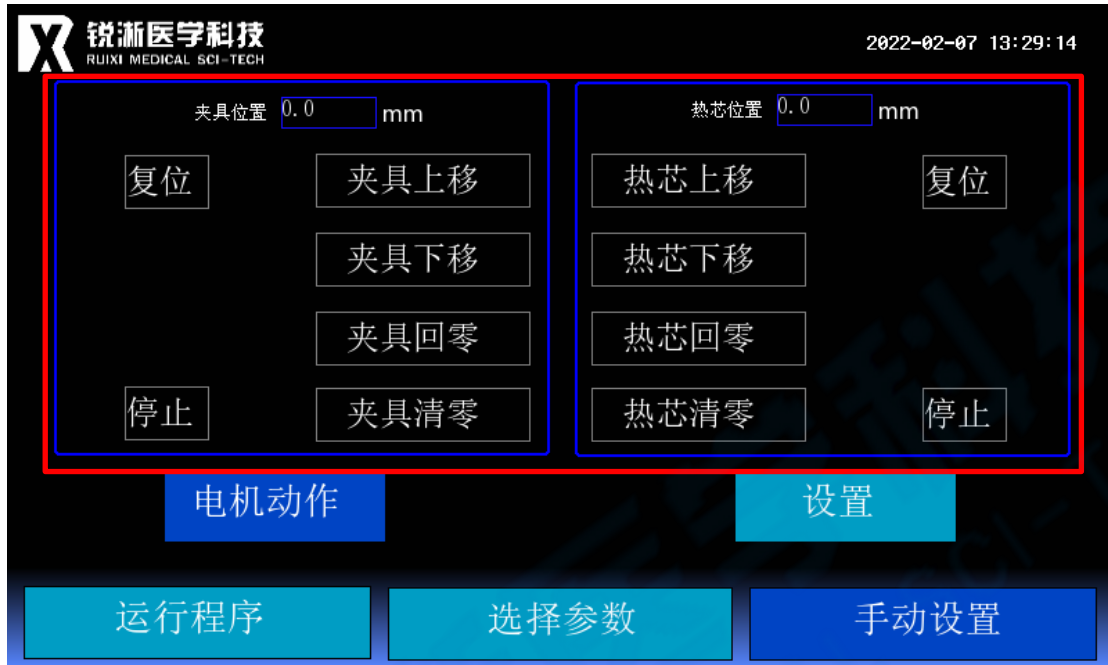 锐浙医学科技
RUIXI MEDICAL SCI-TECH
2022-02-07 13:29:14
夹具位置 0.0 mm
热芯位置 0.0 mm
复位 夹具上移 热芯上移 复位
夹具下移 热芯下移
夹具回零 热芯回零
停止 夹具清零 热芯清零 停止
电机动作 设置
运行程序 选择参数 手动设置